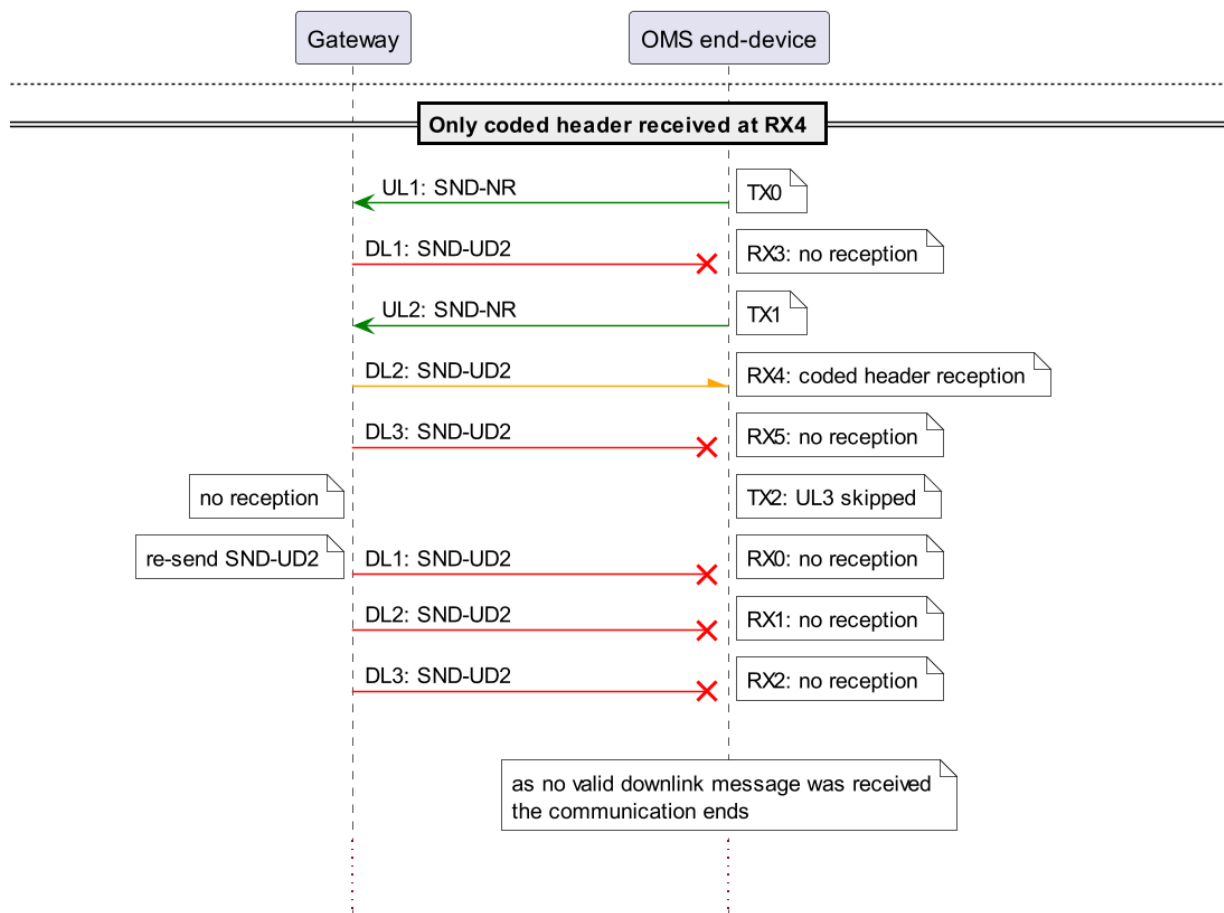 Gateway
OMS end-device
Only coded header received at RX4
UL1: SND-NR
TX0
DL1: SND-UD2
RX3: no reception
UL2: SND-NR
TX1
DL2: SND-UD2
RX4: coded header reception
DL3: SND-UD2
RX5: no reception
no reception
TX2: UL3 skipped
re-send SND-UD2
DL1: SND-UD2
RX0: no reception
DL2: SND-UD2
RX1: no reception
DL3: SND-UD2
RX2: no reception
as no valid downlink message was received
the communication ends